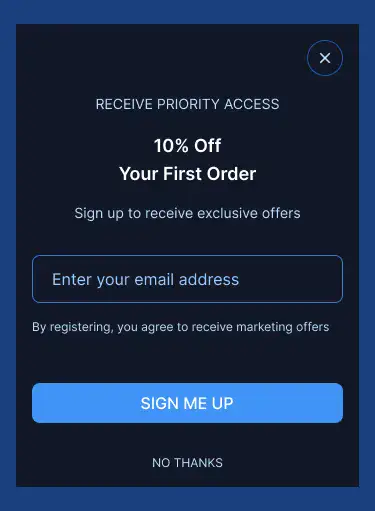 RECEIVE PRIORITY ACCESS
10% Off
Your First Order
Sign up to receive exclusive offers
Enter your email address
By registering, you agree to receive marketing offers
SIGN ME UP
NO THANKS